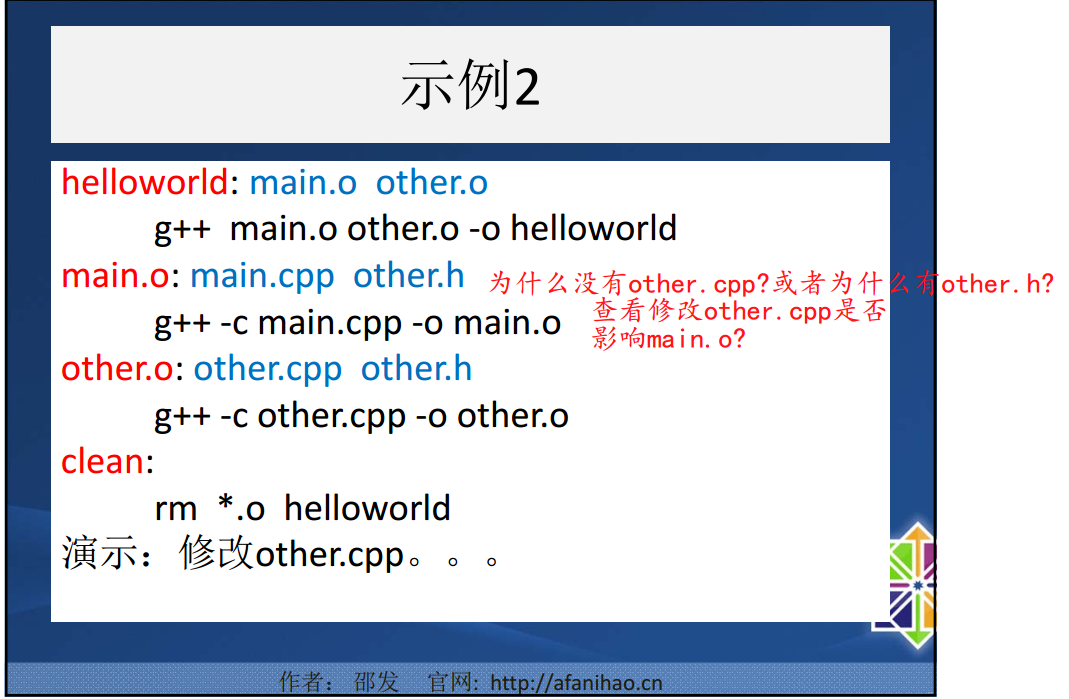 示例2
helloworld: main.o other.o
g++ main.o other.o -o helloworld
main.o: main.cpp other.h 为什么没有other.cpp?或者为什么有other.h?
查看修改other.cpp是否
影响main.o?
g++ -c main.cpp -o main.o
other.o: other.cpp other.h
g++ -c other.cpp -o other.o
clean:
rm *.o helloworld
演示：修改other.cpp。。。
作者： 邵发 官网: http://afanihao.cn